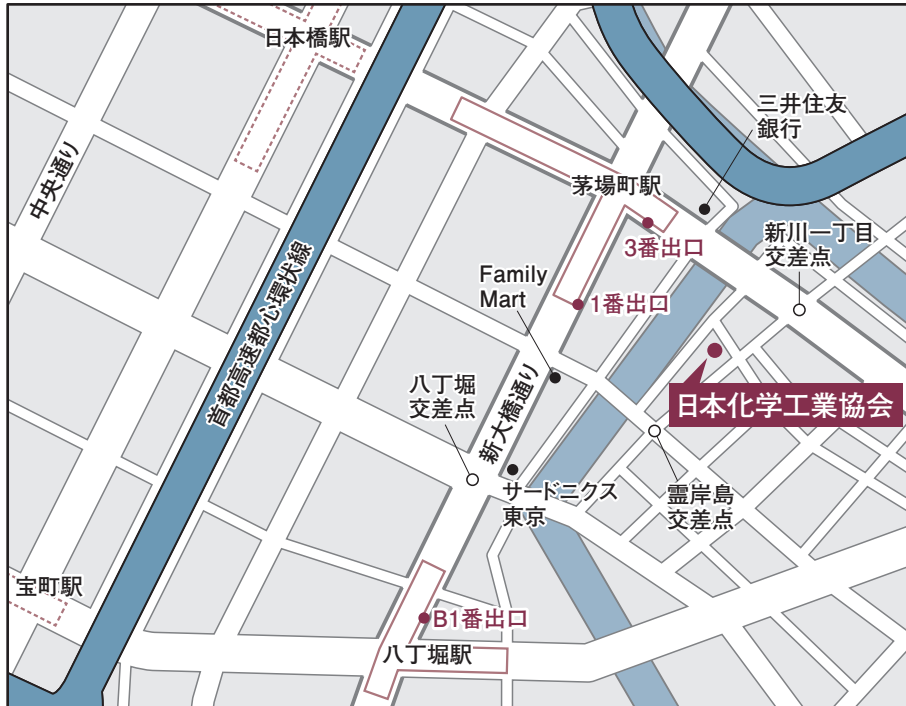 日本橋駅
中央通り
首都高速都心環状線
三井住友
銀行
茅場町駅
3番出口
新川一丁目
交差点
Family
Mart
1番出口
日本化学工業協会
八丁堀
交差点
新大橋通り
サードニクス
東京
霊岸島
交差点
宝町駅
B1番出口
八丁堀駅